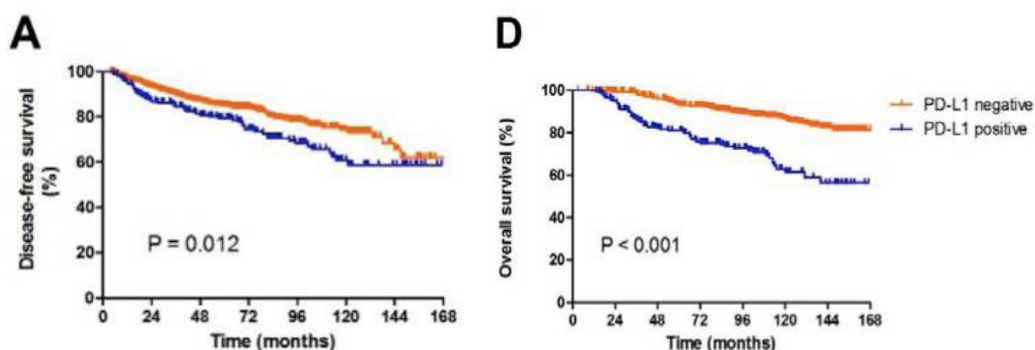 A
Disease-free survival
(%)
100
80
60
40
20
0
P = 0.012
0 24 48 72 96 120 144 168
Time (months)
D
Overall survival (%)
100
80
60
40
20
0
P < 0.001
0 24 48 72 96 120 144 168
Time (months)
PD-L1 negative
PD-L1 positive